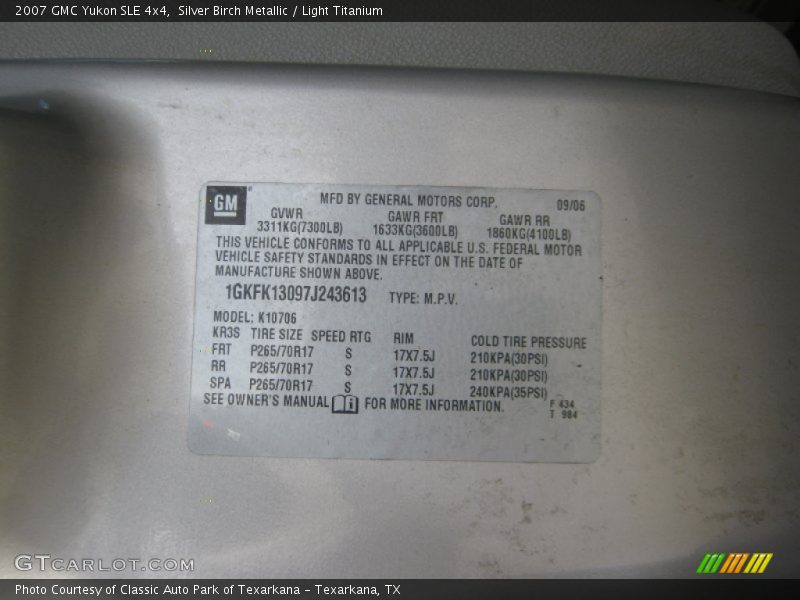 2007 GMC Yukon SLE 4x4,  Silver Birch Metallic / Light Titanium
GM
MFD BY GENERAL MOTORS CORP. 09/06
GVWR GAWR FRT GAWR RR
3311KG(7300LB) 1633KG(3600LB) 1860KG(4100LB)
THIS VEHICLE CONFORMS TO ALL APPLICABLE U.S. FEDERAL MOTOR
VEHICLE SAFETY STANDARDS IN EFFECT ON THE DATE OF
MANUFACTURE SHOWN ABOVE.
1GKFK13097J243613 TYPE: M.P.V.
MODEL: K10706
KR3S TIRE SIZE SPEED RTG RIM COLD TIRE PRESSURE
FRT P265/70R17 S 17X7.5J 210KPA(30PSI)
RR P265/70R17 S 17X7.5J 210KPA(30PSI)
SPA P265/70R17 S 17X7.5J 240KPA(35PSI)
SEE OWNER'S MANUAL FOR MORE INFORMATION.
F 434
T 984
GTCARLOT.COM
Photo Courtesy of Classic Auto Park of Texarkana – Texarkana, TX